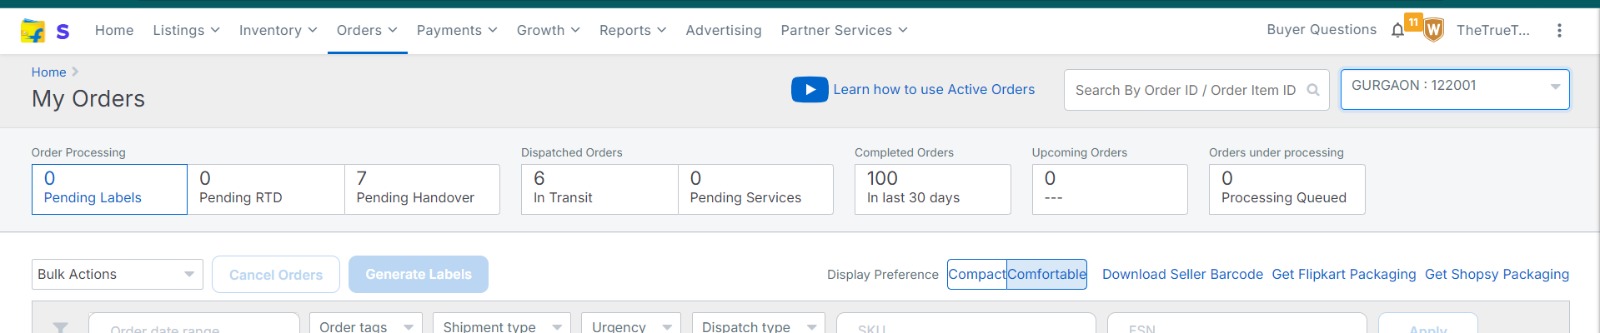 S Home Listings Inventory Orders Payments Growth Reports Advertising Partner Services Buyer Questions 11 W TheTrueT...
Home
My Orders
Learn how to use Active Orders
Search By Order ID / Order Item ID
GURGAON : 122001
Order Processing Dispatched Orders Completed Orders Upcoming Orders Orders under processing
0 0 7 6 0 100 0 0
Pending Labels Pending RTD Pending Handover In Transit Pending Services In last 30 days --- Processing Queued
Bulk Actions Cancel Orders Generate Labels Display Preference Compact Comfortable Download Seller Barcode Get Flipkart Packaging Get Shopsy Packaging
Order date range Order tags Shipment type Urgency Dispatch type SKU FSN Apply